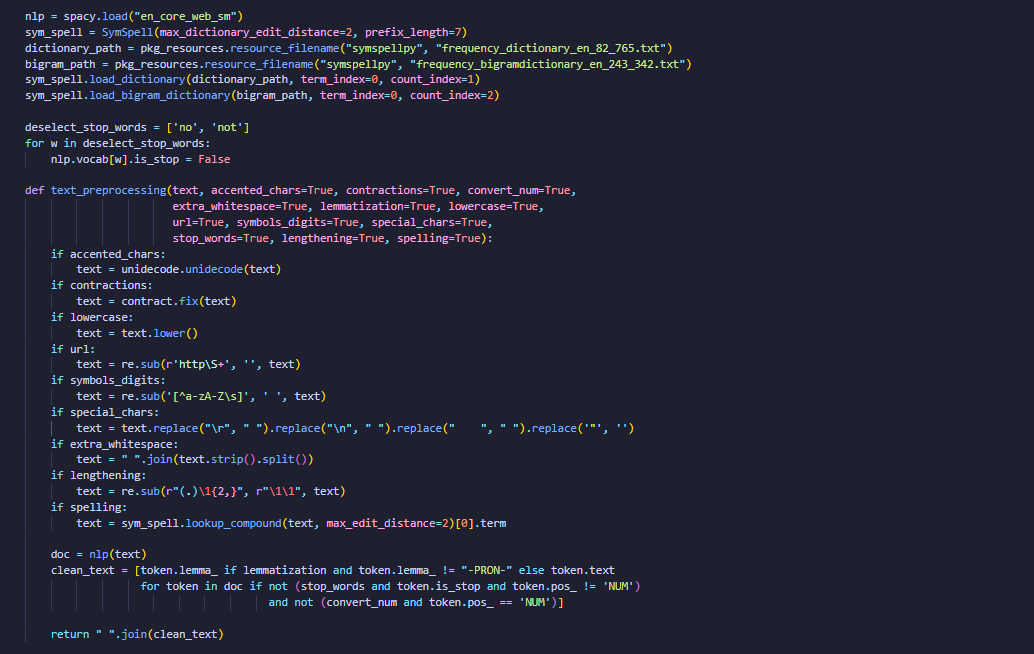 nlp = spacy.load("en_core_web_sm")
sym_spell = SymSpell(max_dictionary_edit_distance=2, prefix_length=7)
dictionary_path = pkg_resources.resource_filename("symspellpy", "frequency_dictionary_en_82_765.txt")
bigram_path = pkg_resources.resource_filename("symspellpy", "frequency_bigramdictionary_en_243_342.txt")
sym_spell.load_dictionary(dictionary_path, term_index=0, count_index=1)
sym_spell.load_bigram_dictionary(bigram_path, term_index=0, count_index=2)

deselect_stop_words = ['no', 'not']
for w in deselect_stop_words:
    nlp.vocab[w].is_stop = False

def text_preprocessing(text, accented_chars=True, contractions=True, convert_num=True,
                       extra_whitespace=True, lemmatization=True, lowercase=True,
                       url=True, symbols_digits=True, special_chars=True,
                       stop_words=True, lengthening=True, spelling=True):
    if accented_chars:
        text = unidecode.unidecode(text)
    if contractions:
        text = contract.fix(text)
    if lowercase:
        text = text.lower()
    if url:
        text = re.sub(r'http\S+', '', text)
    if symbols_digits:
        text = re.sub('[^a-zA-Z\s]', ' ', text)
    if special_chars:
        text = text.replace("\r", " ").replace("\n", " ").replace("    ", " ").replace('"', '')
    if extra_whitespace:
        text = " ".join(text.strip().split())
    if lengthening:
        text = re.sub(r"(.)\1{2,}", r"\1\1", text)
    if spelling:
        text = sym_spell.lookup_compound(text, max_edit_distance=2)[0].term

    doc = nlp(text)
    clean_text = [token.lemma_ if lemmatization and token.lemma_ != "-PRON-" else token.text
                  for token in doc if not (stop_words and token.is_stop and token.pos_ != 'NUM')
                                      and not (convert_num and token.pos_ == 'NUM')]

    return " ".join(clean_text)